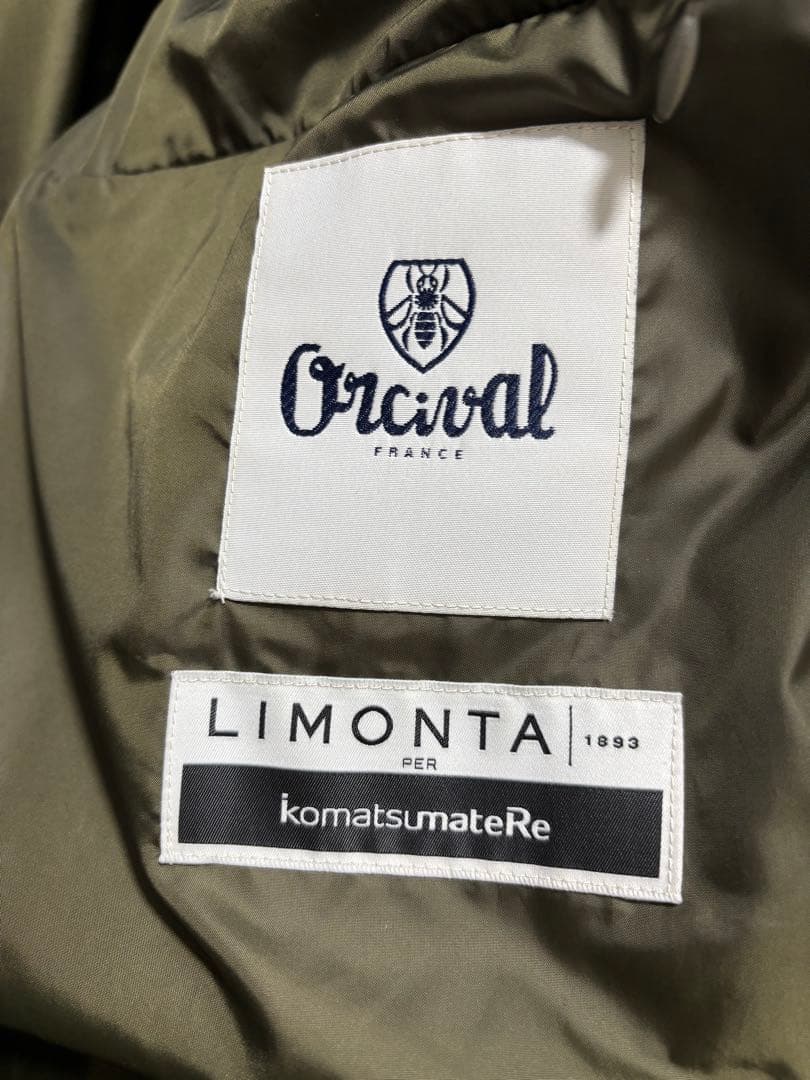 Orcival
FRANCE
LIMONTA | 1893
PER
komatsumateRe